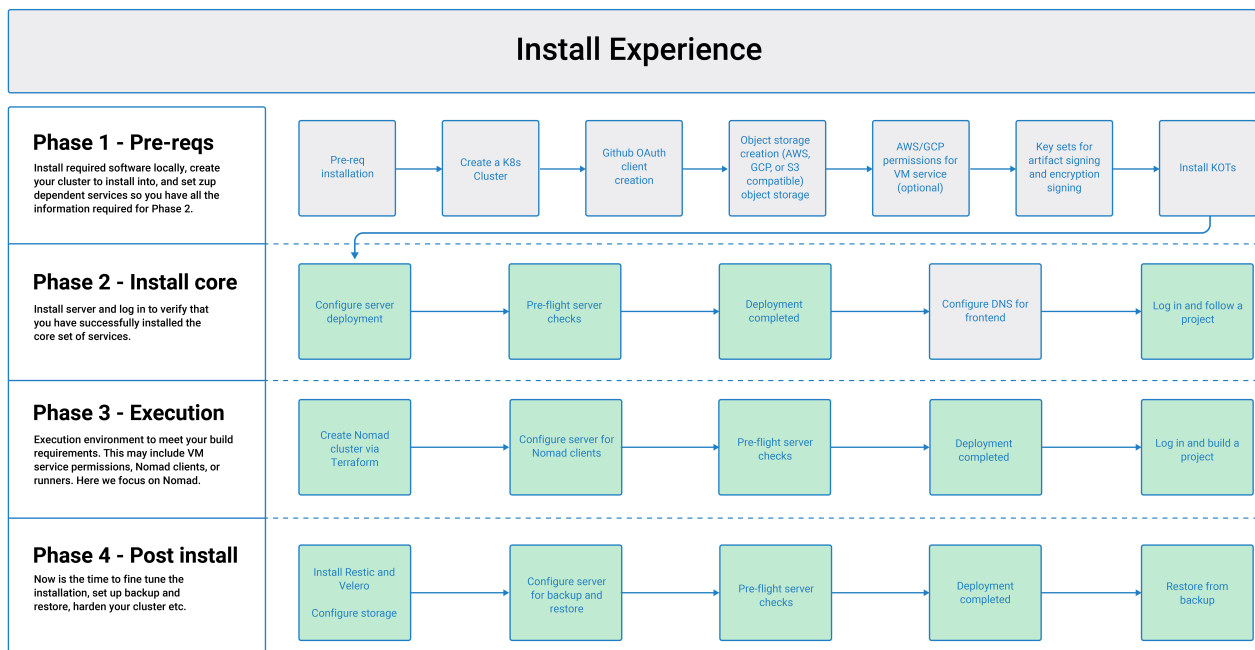 Install Experience
Phase 1 - Pre-reqs
Install required software locally, create
your cluster to install into, and set zup
dependent services so you have all the
information required for Phase 2.
Pre-req
installation
Create a K8s
Cluster
Github OAuth
client
creation
Object storage
creation (AWS,
GCP, or S3
compatible)
object storage
AWS/GCP
permissions for
VM service
(optional)
Key sets for
artifact signing
and encryption
signing
Install KOTs
Phase 2 - Install core
Install server and log in to verify that
you have successfully installed the
core set of services.
Configure server
deployment
Pre-flight server
checks
Deployment
completed
Configure DNS for
frontend
Log in and follow a
project
Phase 3 - Execution
Execution environment to meet your build
requirements. This may include VM
service permissions, Nomad clients, or
runners. Here we focus on Nomad.
Create Nomad
cluster via
Terraform
Configure server for
Nomad clients
Pre-flight server
checks
Deployment
completed
Log in and build a
project
Phase 4 - Post install
Now is the time to fine tune the
installation, set up backup and
restore, harden your cluster etc.
Install Restic and
Velero
Configure storage
Configure server
for backup and
restore
Pre-flight server
checks
Deployment
completed
Restore from
backup